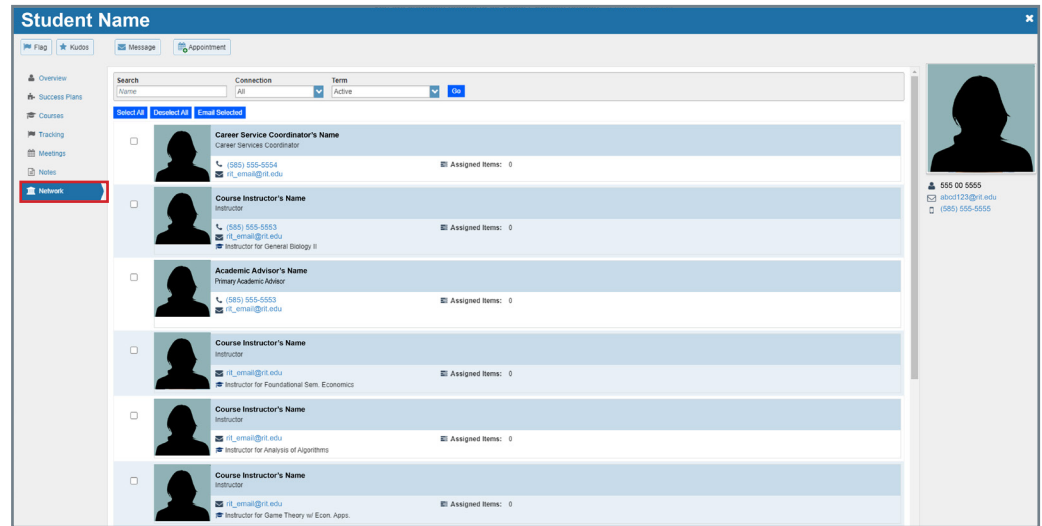 Student Name
Flag Kudos Message Appointment
Overview
Success Plans
Courses
Tracking
Meetings
Notes
Network
Search Connection Term
Name All Active Go
Select All Deselect All Email Selected
Career Service Coordinator's Name
Career Services Coordinator
(585) 555-5554 Assigned Items: 0
rit_email@rit.edu
Course Instructor's Name
Instructor
(585) 555-5553 Assigned Items: 0
rit_email@rit.edu
Instructor for General Biology II
Academic Advisor's Name
Primary Academic Advisor
(585) 555-5553 Assigned Items: 0
rit_email@rit.edu
Course Instructor's Name
Instructor
rit_email@rit.edu Assigned Items: 0
Instructor for Foundational Sem. Economics
Course Instructor's Name
Instructor
rit_email@rit.edu Assigned Items: 0
Instructor for Analysis of Algorithms
Course Instructor's Name
Instructor
rit_email@rit.edu Assigned Items: 0
Instructor for Game Theory w/ Econ. Apps.
555 00 5555
abcd123@rit.edu
(585) 555-5555